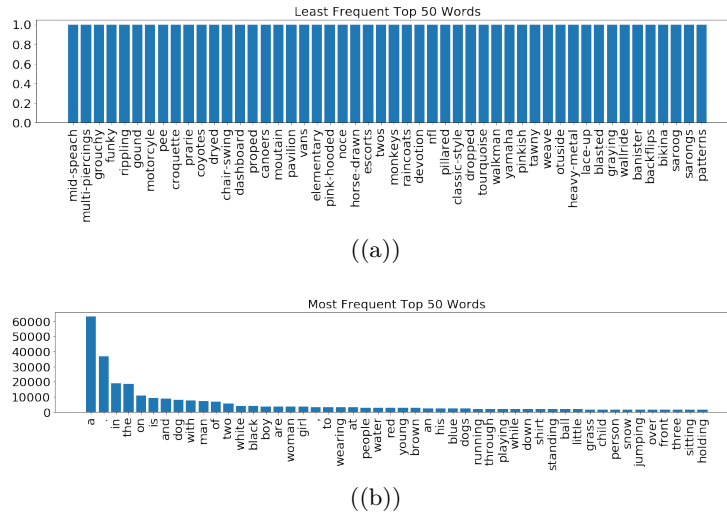 Least Frequent Top 50 Words
1.0
0.8
0.6
0.4
0.2
0.0
mid-speach
multi-piercings
grouchy
funky
rippling
gound
motorcyle
pee
croquette
prarie
coyotes
dryed
chair-swing
dashboard
proped
canoers
moutain
pavilion
vans
elementary
pink-hooded
noce
horse-drawn
escorts
twos
monkeys
raincoats
devotion
nfl
pillared
classic-style
dropped
tourquoise
walkman
yamaha
pinkish
tawny
weave
otuside
heavy-metal
lace-up
blasted
graying
wallride
banister
backflips
bikina
saroog
sarongs
patterns
((a))
Most Frequent Top 50 Words
60000
50000
40000
30000
20000
10000
0
a
.
in
the
on
is
and
dog
with
man
of
two
white
black
boy
are
woman
girl
,
to
wearing
at
people
water
red
young
brown
an
his
blue
dogs
running
through
playing
while
down
shirt
standing
ball
little
grass
child
person
snow
jumping
over
front
three
sitting
holding
((b))